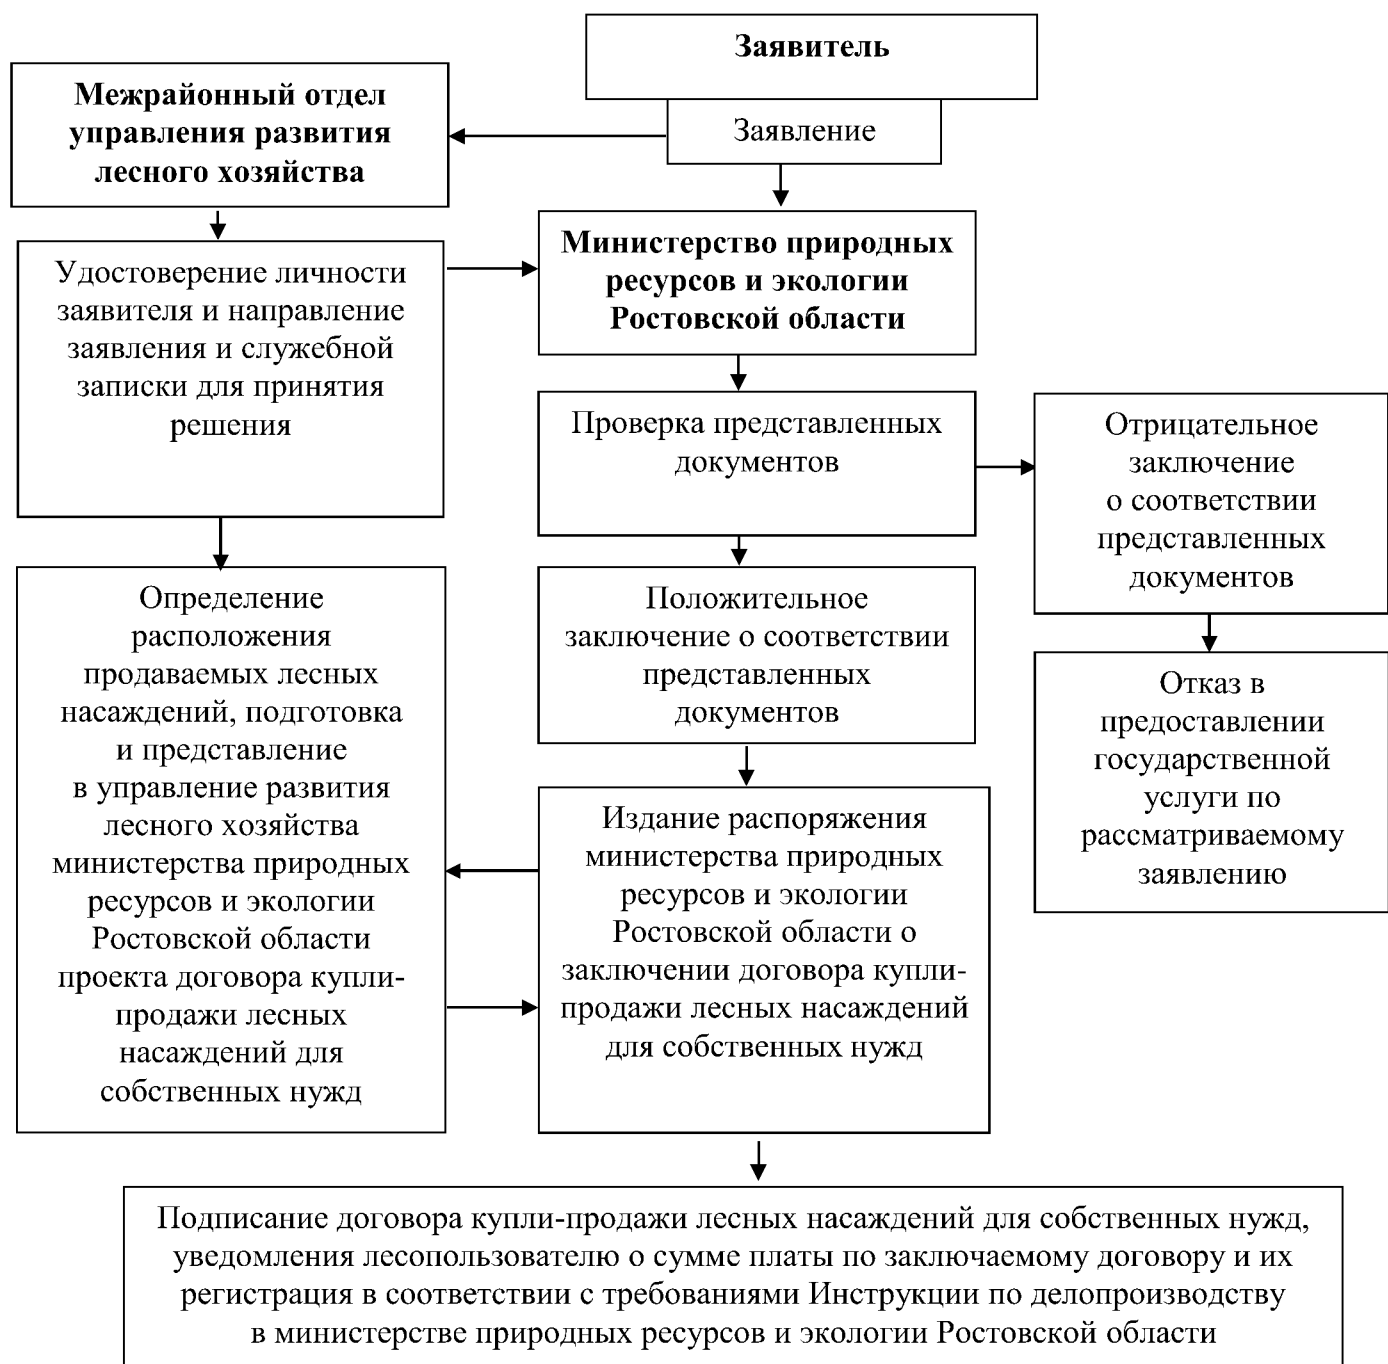 Заявитель
Заявление
Межрайонный отдел
управления развития
лесного хозяйства
Министерство природных
ресурсов и экологии
Ростовской области
Удостоверение личности
заявителя и направление
заявления и служебной
записки для принятия
решения
Проверка представленных
документов
Отрицательное
заключение
о соответствии
представленных
документов
Определение
расположения
продаваемых лесных
насаждений, подготовка
и представление
в управление развития
лесного хозяйства
министерства природных
ресурсов и экологии
Ростовской области
проекта договора купли-
продажи лесных
насаждений для
собственных нужд
Положительное
заключение о соответствии
представленных
документов
Отказ в
предоставлении
государственной
услуги по
рассматриваемому
заявлению
Издание распоряжения
министерства природных
ресурсов и экологии
Ростовской области о
заключении договора купли-
продажи лесных насаждений
для собственных нужд
Подписание договора купли-продажи лесных насаждений для собственных нужд,
уведомления лесопользователю о сумме платы по заключаемому договору и их
регистрация в соответствии с требованиями Инструкции по делопроизводству
в министерстве природных ресурсов и экологии Ростовской области